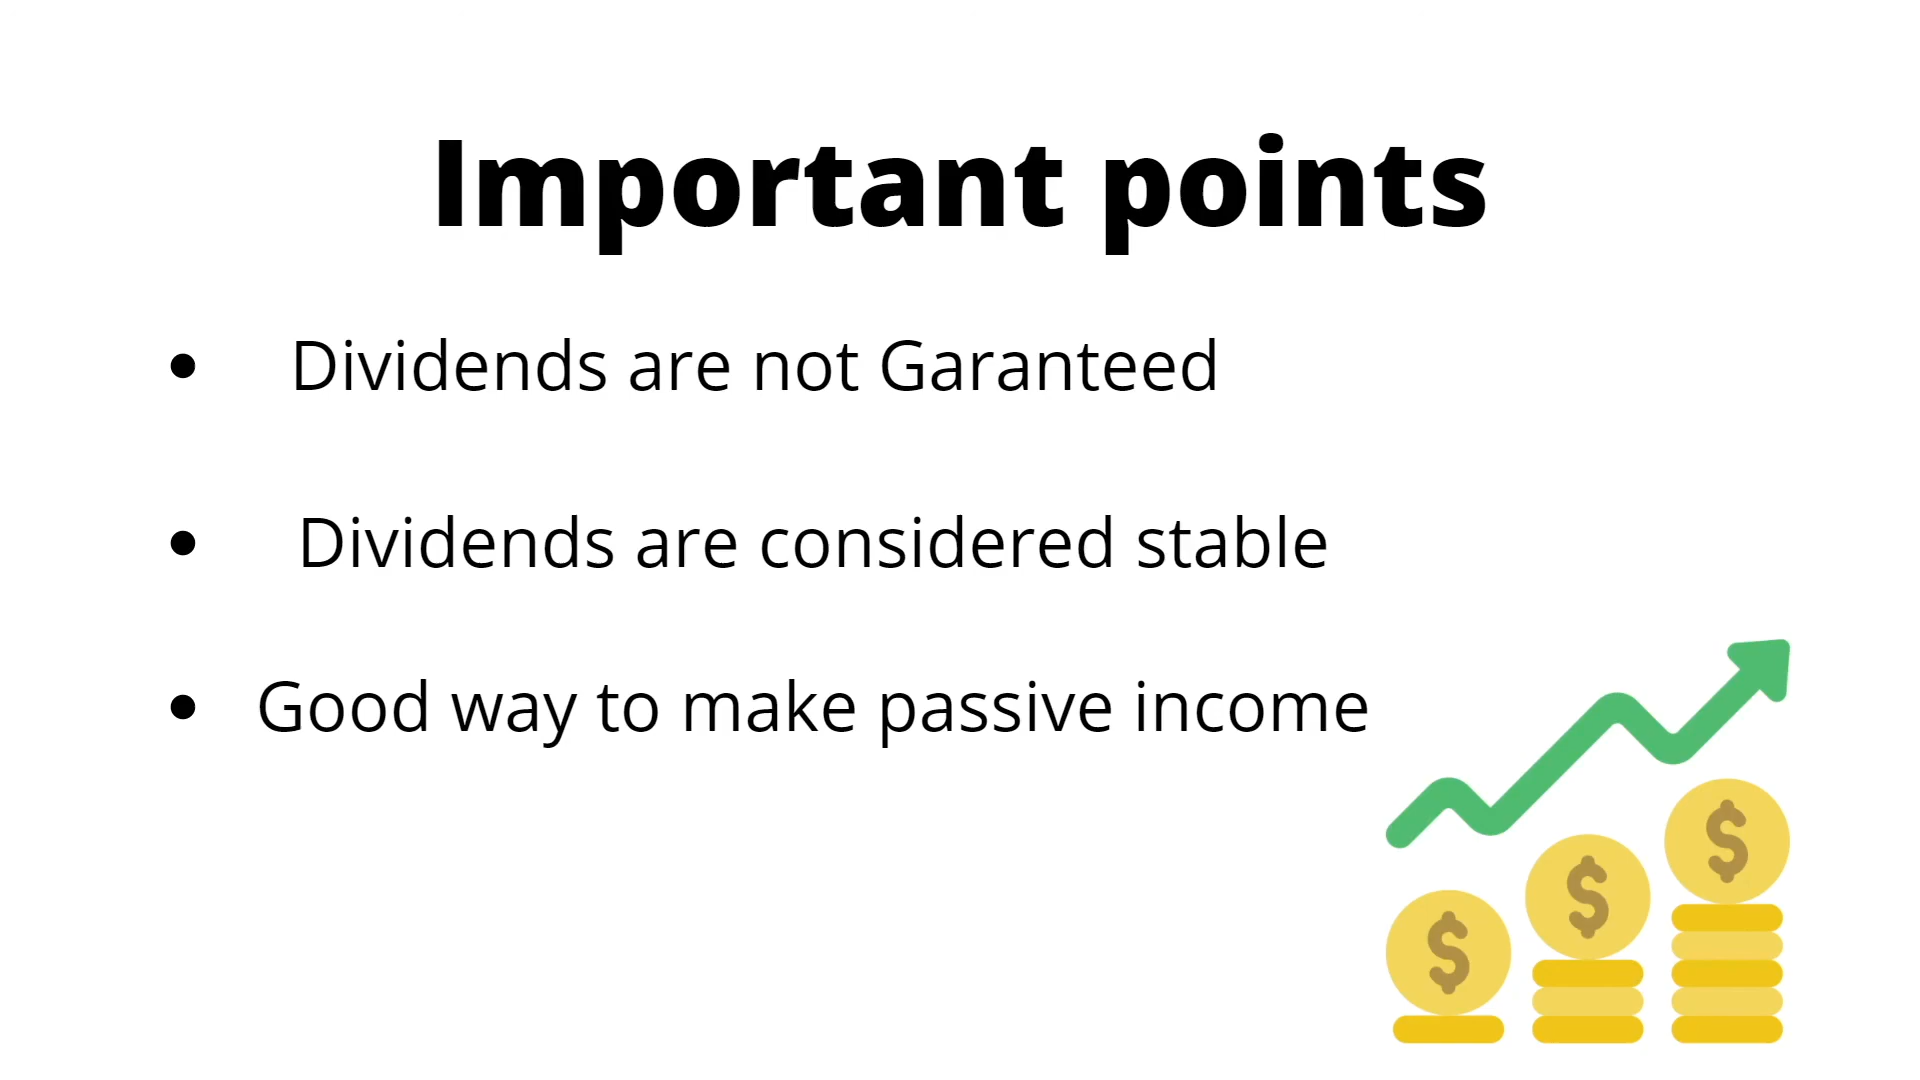 Important points
• Dividends are not Garanteed
• Dividends are considered stable
• Good way to make passive income
$ $ $